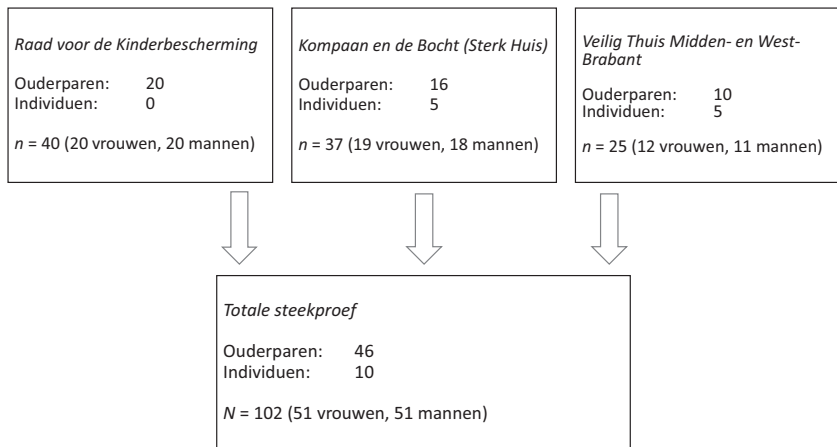 Raad voor de Kinderbescherming
Ouderparen: 20
Individuen: 0
n = 40 (20 vrouwen, 20 mannen)
Kompaan en de Bocht (Sterk Huis)
Ouderparen: 16
Individuen: 5
n = 37 (19 vrouwen, 18 mannen)
Veilig Thuis Midden- en West-
Brabant
Ouderparen: 10
Individuen: 5
n = 25 (12 vrouwen, 11 mannen)
Totale steekproef
Ouderparen: 46
Individuen: 10
N = 102 (51 vrouwen, 51 mannen)